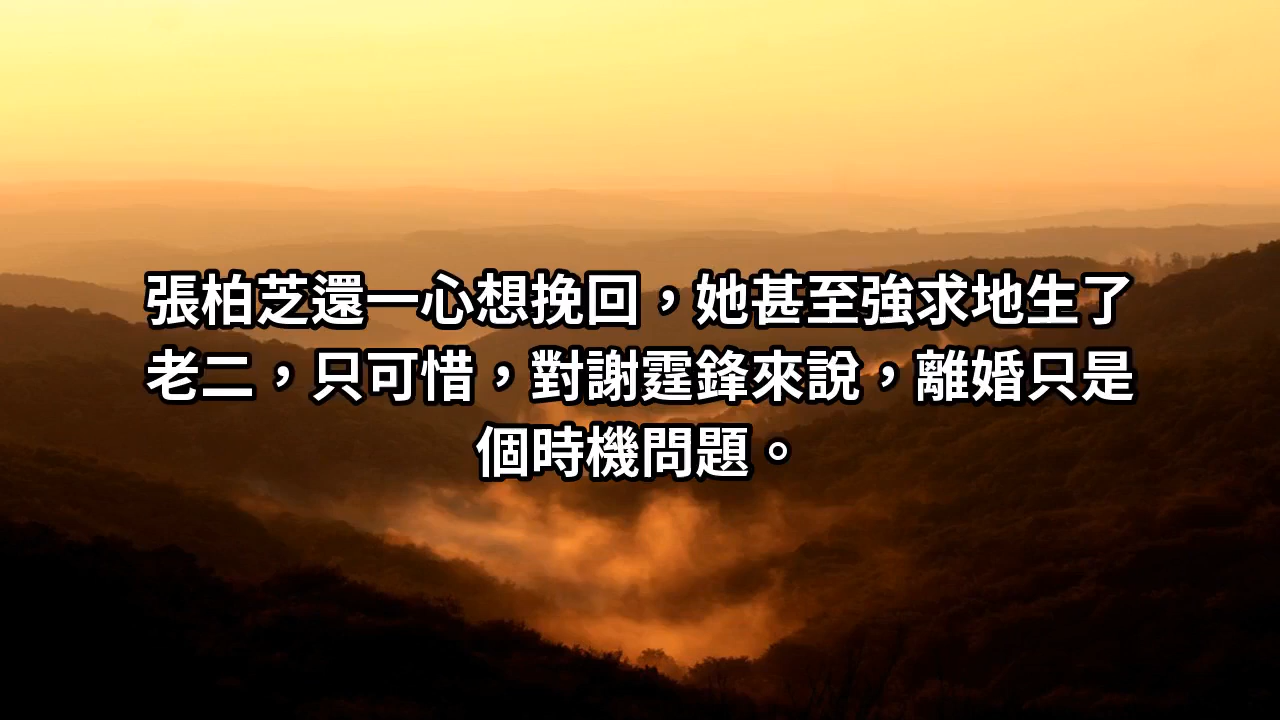 張柏芝還一心想挽回，她甚至強求地生了
老二，只可惜，對謝霆鋒來說，離婚只是
個時機問題。